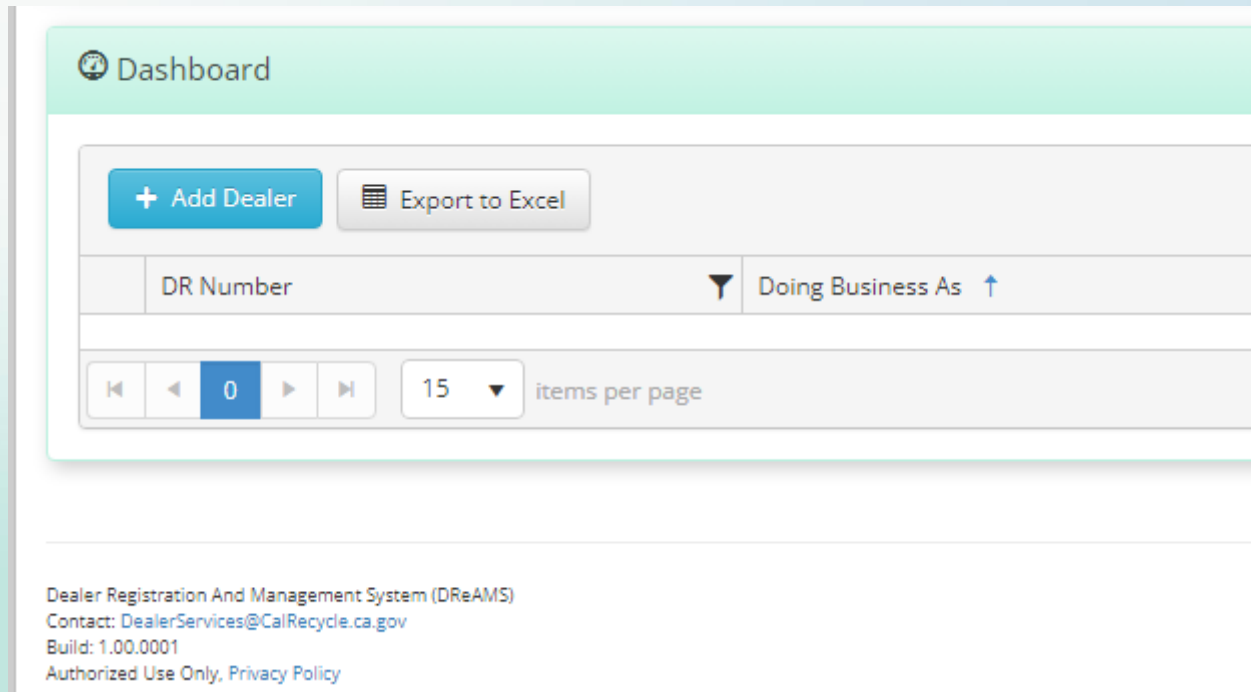 Dashboard
Add Dealer Export to Excel
DR Number Doing Business As
0 15 items per page
Dealer Registration And Management System (DReAMS)
Contact: DealerServices@CalRecycle.ca.gov
Build: 1.00.0001
Authorized Use Only, Privacy Policy